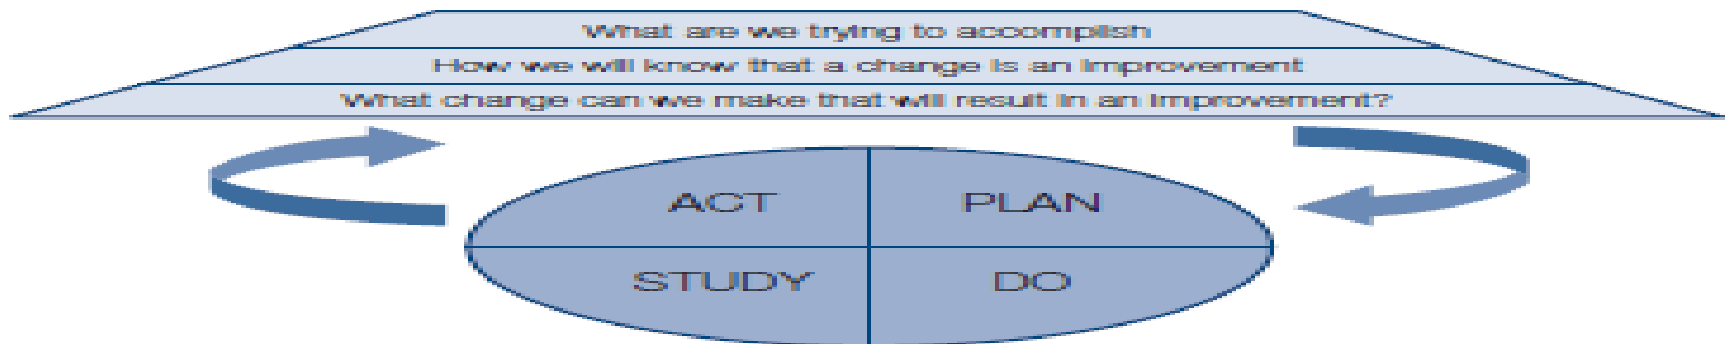 What are we trying to accomplish
How we will know that a change is an improvement
What change can we make that will result in an improvement?
ACT PLAN
STUDY DO